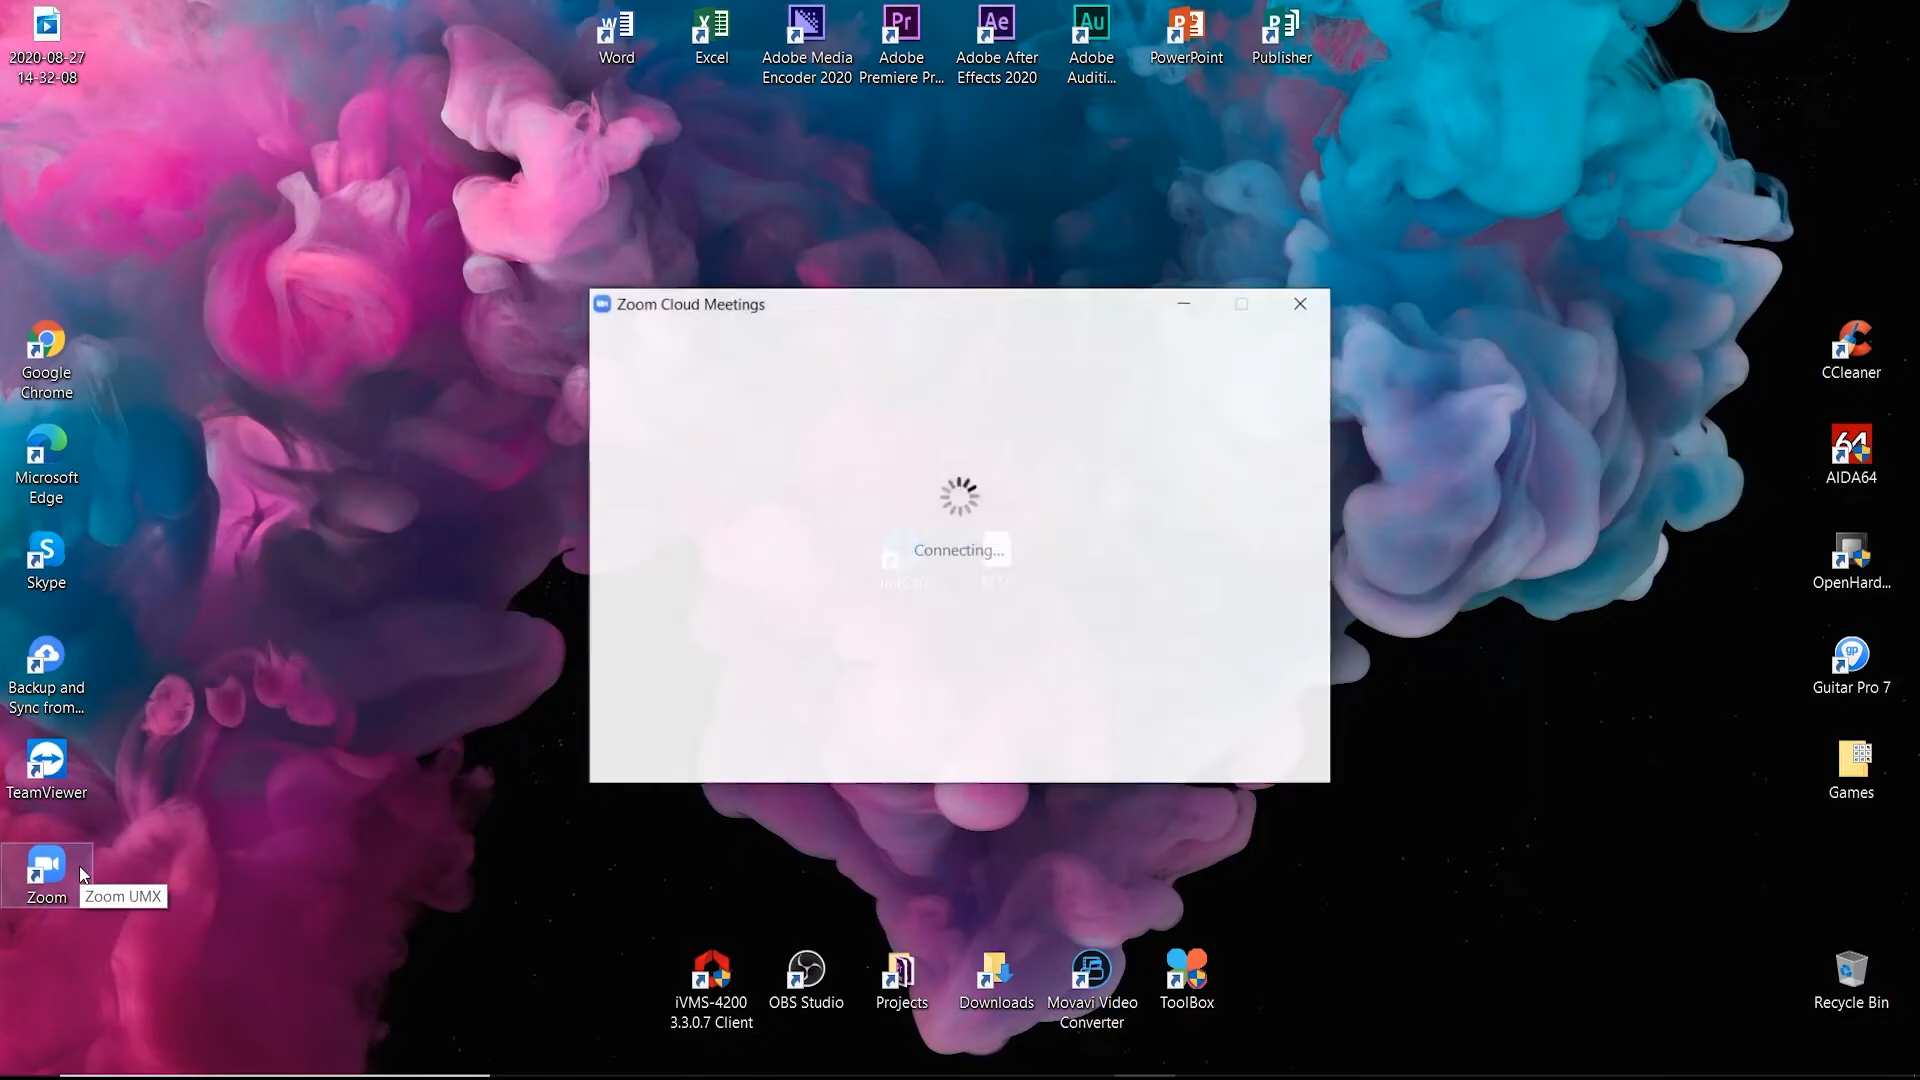 2020-08-27
14-32-08
Word
Excel
Adobe Media
Encoder 2020
Adobe
Premiere Pr...
Adobe After
Effects 2020
Adobe
Auditi...
PowerPoint
Publisher
Zoom Cloud Meetings
Connecting...
Google
Chrome
Microsoft
Edge
Skype
Backup and
Sync from...
TeamViewer
Zoom
Zoom UMX
CCleaner
64
AIDA64
OpenHard...
gp
Guitar Pro 7
Games
iVMS-4200
3.3.0.7 Client
OBS Studio
Projects
Downloads
Movavi Video
Converter
ToolBox
Recycle Bin